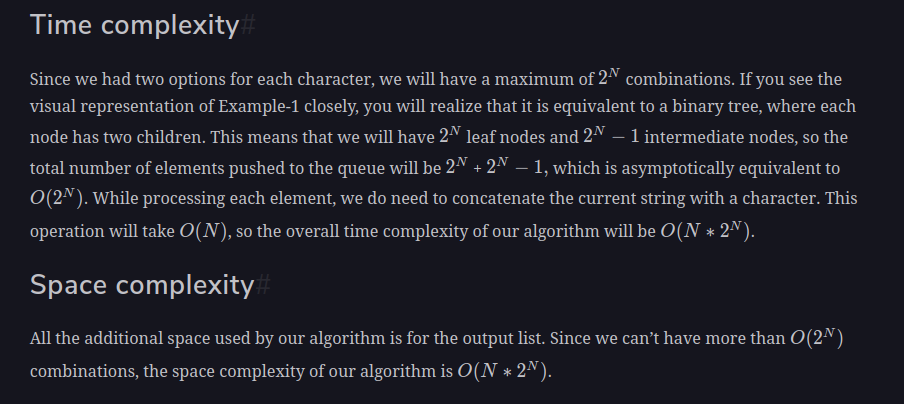 Time complexity#
Since we had two options for each character, we will have a maximum of 2^N combinations. If you see the
visual representation of Example-1 closely, you will realize that it is equivalent to a binary tree, where each
node has two children. This means that we will have 2^N leaf nodes and 2^N − 1 intermediate nodes, so the
total number of elements pushed to the queue will be 2^N + 2^N − 1, which is asymptotically equivalent to
O(2^N). While processing each element, we do need to concatenate the current string with a character. This
operation will take O(N), so the overall time complexity of our algorithm will be O(N ∗ 2^N).
Space complexity#
All the additional space used by our algorithm is for the output list. Since we can’t have more than O(2^N)
combinations, the space complexity of our algorithm is O(N ∗ 2^N).